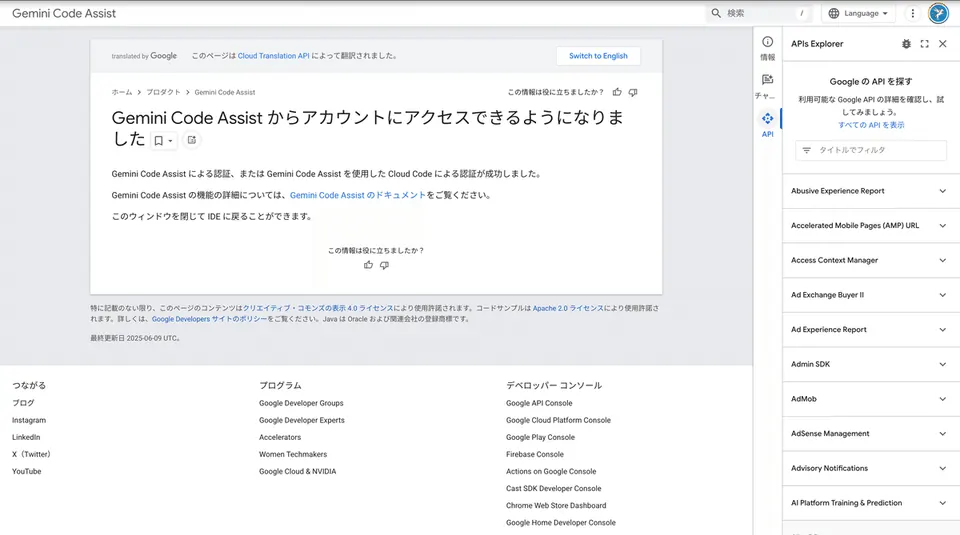 Gemini Code Assist
検索
/
Language
translated by Google
このページは Cloud Translation API によって翻訳されました。
Switch to English
ホーム > プロダクト > Gemini Code Assist
この情報は役に立ちましたか？
Gemini Code Assist からアカウントにアクセスできるようになりま
した
Gemini Code Assist による認証、または Gemini Code Assist を使用した Cloud Code による認証が成功しました。
Gemini Code Assist の機能の詳細については、Gemini Code Assist のドキュメントをご覧ください。
このウィンドウを閉じて IDE に戻ることができます。
この情報は役に立ちましたか？
特に記載のない限り、このページのコンテンツはクリエイティブ・コモンズの表示 4.0 ライセンスにより使用許諾されます。コードサンプルは Apache 2.0 ライセンスにより使用許諾さ
れます。詳しくは、Google Developers サイトのポリシーをご覧ください。Java は Oracle および関連会社の登録商標です。
最終更新日 2025-06-09 UTC。
つながる
ブログ
Instagram
LinkedIn
X（Twitter）
YouTube
プログラム
Google Developer Groups
Google Developer Experts
Accelerators
Women Techmakers
Google Cloud & NVIDIA
デベロッパー コンソール
Google API Console
Google Cloud Platform Console
Google Play Console
Firebase Console
Actions on Google Console
Cast SDK Developer Console
Chrome Web Store Dashboard
Google Home Developer Console
情報
チャ...
API
APIs Explorer
Google の API を探す
利用可能な Google API の詳細を確認し、試
してみましょう。
すべての API を表示
タイトルでフィルタ
Abusive Experience Report
Accelerated Mobile Pages (AMP) URL
Access Context Manager
Ad Exchange Buyer II
Ad Experience Report
Admin SDK
AdMob
AdSense Management
Advisory Notifications
AI Platform Training & Prediction